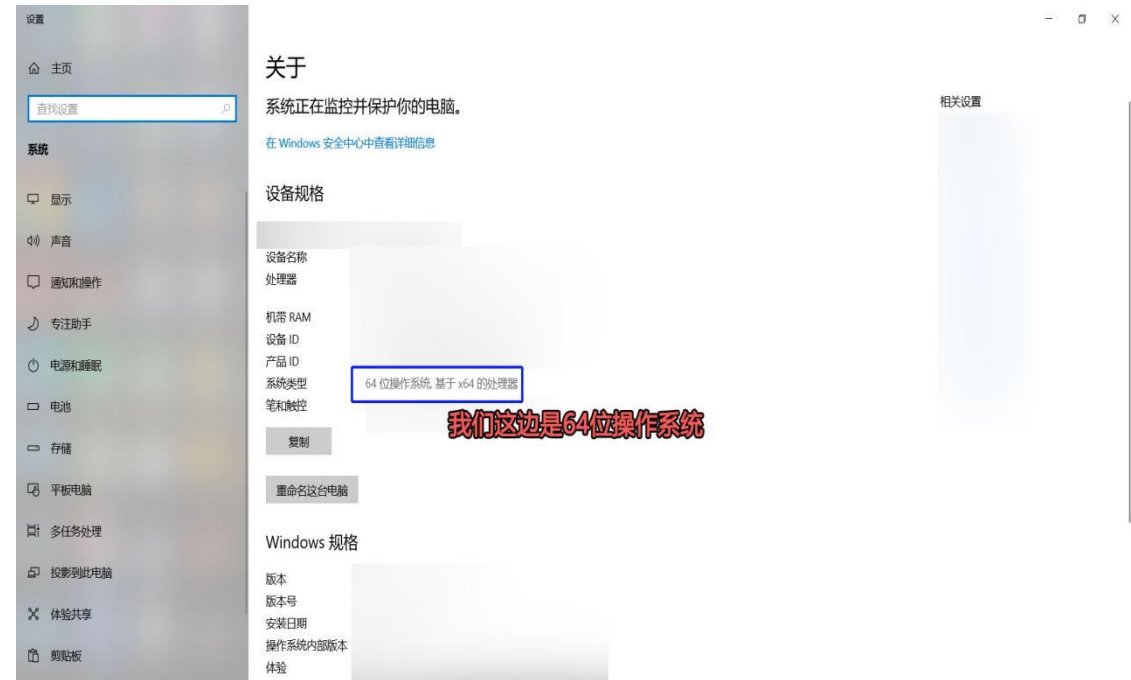 设置
主页
查找设置
系统
显示
声音
通知和操作
专注助手
电源和睡眠
电池
存储
平板电脑
多任务处理
投影到此电脑
体验共享
剪贴板
关于
系统正在监控并保护你的电脑。
在 Windows 安全中心中查看详细信息
设备规格
设备名称
处理器
机带 RAM
设备 ID
产品 ID
系统类型 64 位操作系统, 基于 x64 的处理器
笔和触控
我们这边是64位操作系统
复制
重命名这台电脑
Windows 规格
版本
版本号
安装日期
操作系统内部版本
体验
相关设置